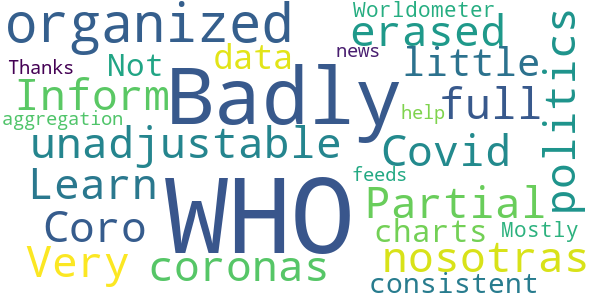 organized
Worldometer
erased
politics
Thanks
Not
data
news
little
Inform
Badly
full
aggregation
help
unadjustable
Covid
Learn
WHO
feeds
Partial
Coro
charts
Mostly
Very
coronas
nosotras
consistent